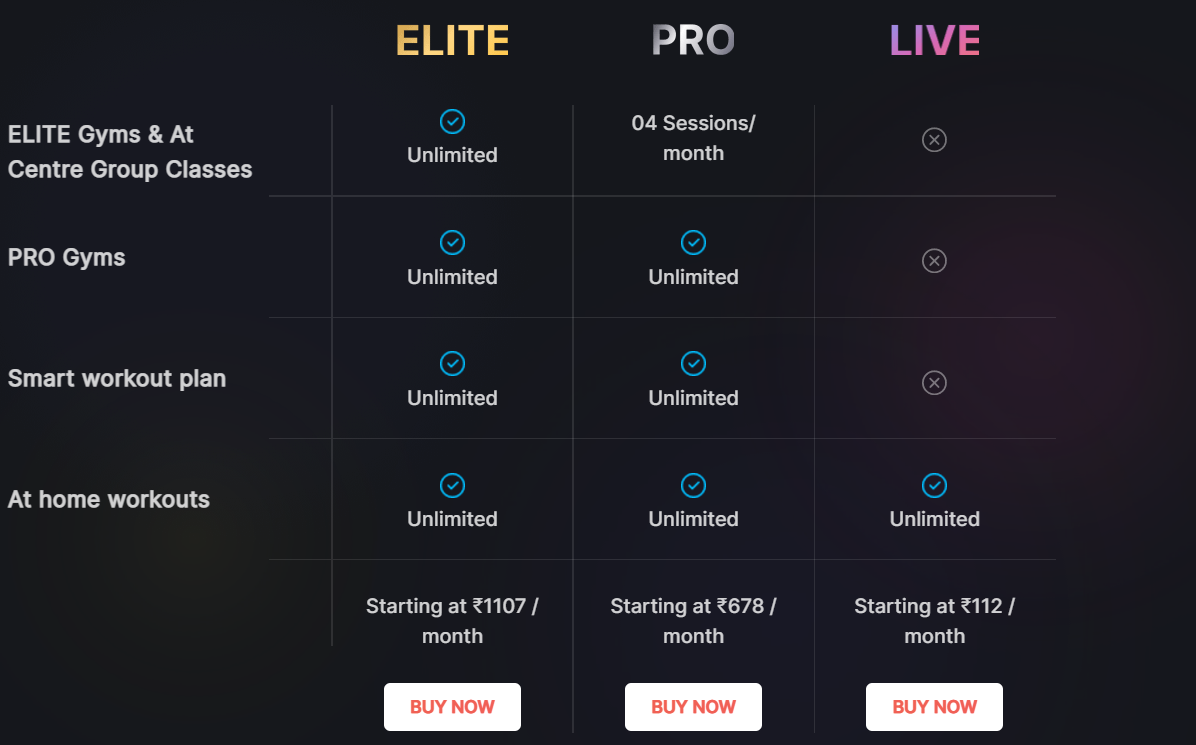 ELITE PRO LIVE
ELITE Gyms & At
Centre Group Classes
Unlimited
04 Sessions/
month
PRO Gyms
Unlimited Unlimited
Smart workout plan
Unlimited Unlimited
At home workouts
Unlimited Unlimited Unlimited
Starting at ₹1107 / Starting at ₹678 / Starting at ₹112 /
month month month
BUY NOW BUY NOW BUY NOW